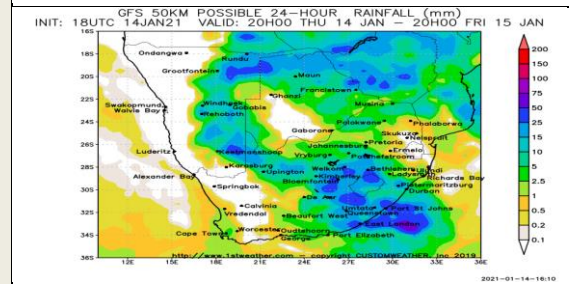 GFS 50KM POSSIBLE 24-HOUR RAINFALL (mm)
INIT: 18UTC 14JAN21 VALID: 20H00 THU 14 JAN - 20H00 FRI 15 JAN
16S
18S
20S
22S
24S
26S
28S
30S
32S
34S
36S
12E 15E 18E 21E 24E 27E 30E 33E 36E
Ondangwa
Rundu
Grootfontein
Maun
Francistown
Ghanzi
Windhoek
Gobabis
Swakopmund
Walvis Bay
Rehoboth
Musina
Polokwane
Phalaborwa
Gaborone
Skukuza
Nelspruit
Pretoria
Johannesburg
Ermelo
Luderitz
Keetmanshoop
Vryburg
Potchefstroom
Karasburg
Upington
Welkom
Bethlehem
Ulundi
Ladysmith
Alexander Bay
Kimberley
Richards Bay
Bloemfontein
Springbok
Pietermaritzburg
Durban
De Aar
Calvinia
Umtata
Port St Johns
Vredendal
Beaufort West
Queenstown
East London
Cape Town
Worcester
Oudtshoorn
George
Port Elizabeth
http://www.1stweather.com - copyright CUSTOMWEATHER, Inc 2019
200
150
100
75
50
25
15
10
5
2.5
1
0.5
0.2
0.1
2021-01-14-16:10